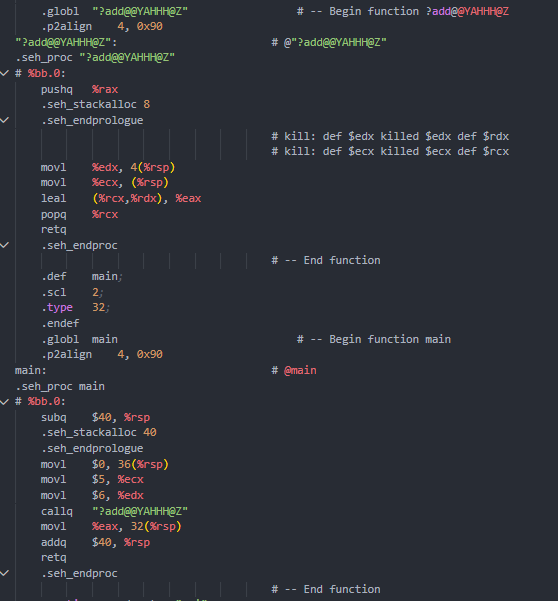 .globl "?add@@YAHHH@Z" # -- Begin function ?add@@YAHHH@Z
.p2align 4, 0x90
"?add@@YAHHH@Z": # @"?add@@YAHHH@Z"
.seh_proc "?add@@YAHHH@Z"
# %bb.0:
pushq %rax
.seh_stackalloc 8
.seh_endprologue
# kill: def $edx killed $edx def $rdx
# kill: def $ecx killed $ecx def $rcx
movl %edx, 4(%rsp)
movl %ecx, (%rsp)
leal (%rcx,%rdx), %eax
popq %rcx
retq
.seh_endproc
# -- End function
.def main;
.scl 2;
.type 32;
.endef
.globl main # -- Begin function main
.p2align 4, 0x90
main: # @main
.seh_proc main
# %bb.0:
subq $40, %rsp
.seh_stackalloc 40
.seh_endprologue
movl $0, 36(%rsp)
movl $5, %ecx
movl $6, %edx
callq "?add@@YAHHH@Z"
movl %eax, 32(%rsp)
addq $40, %rsp
retq
.seh_endproc
# -- End function